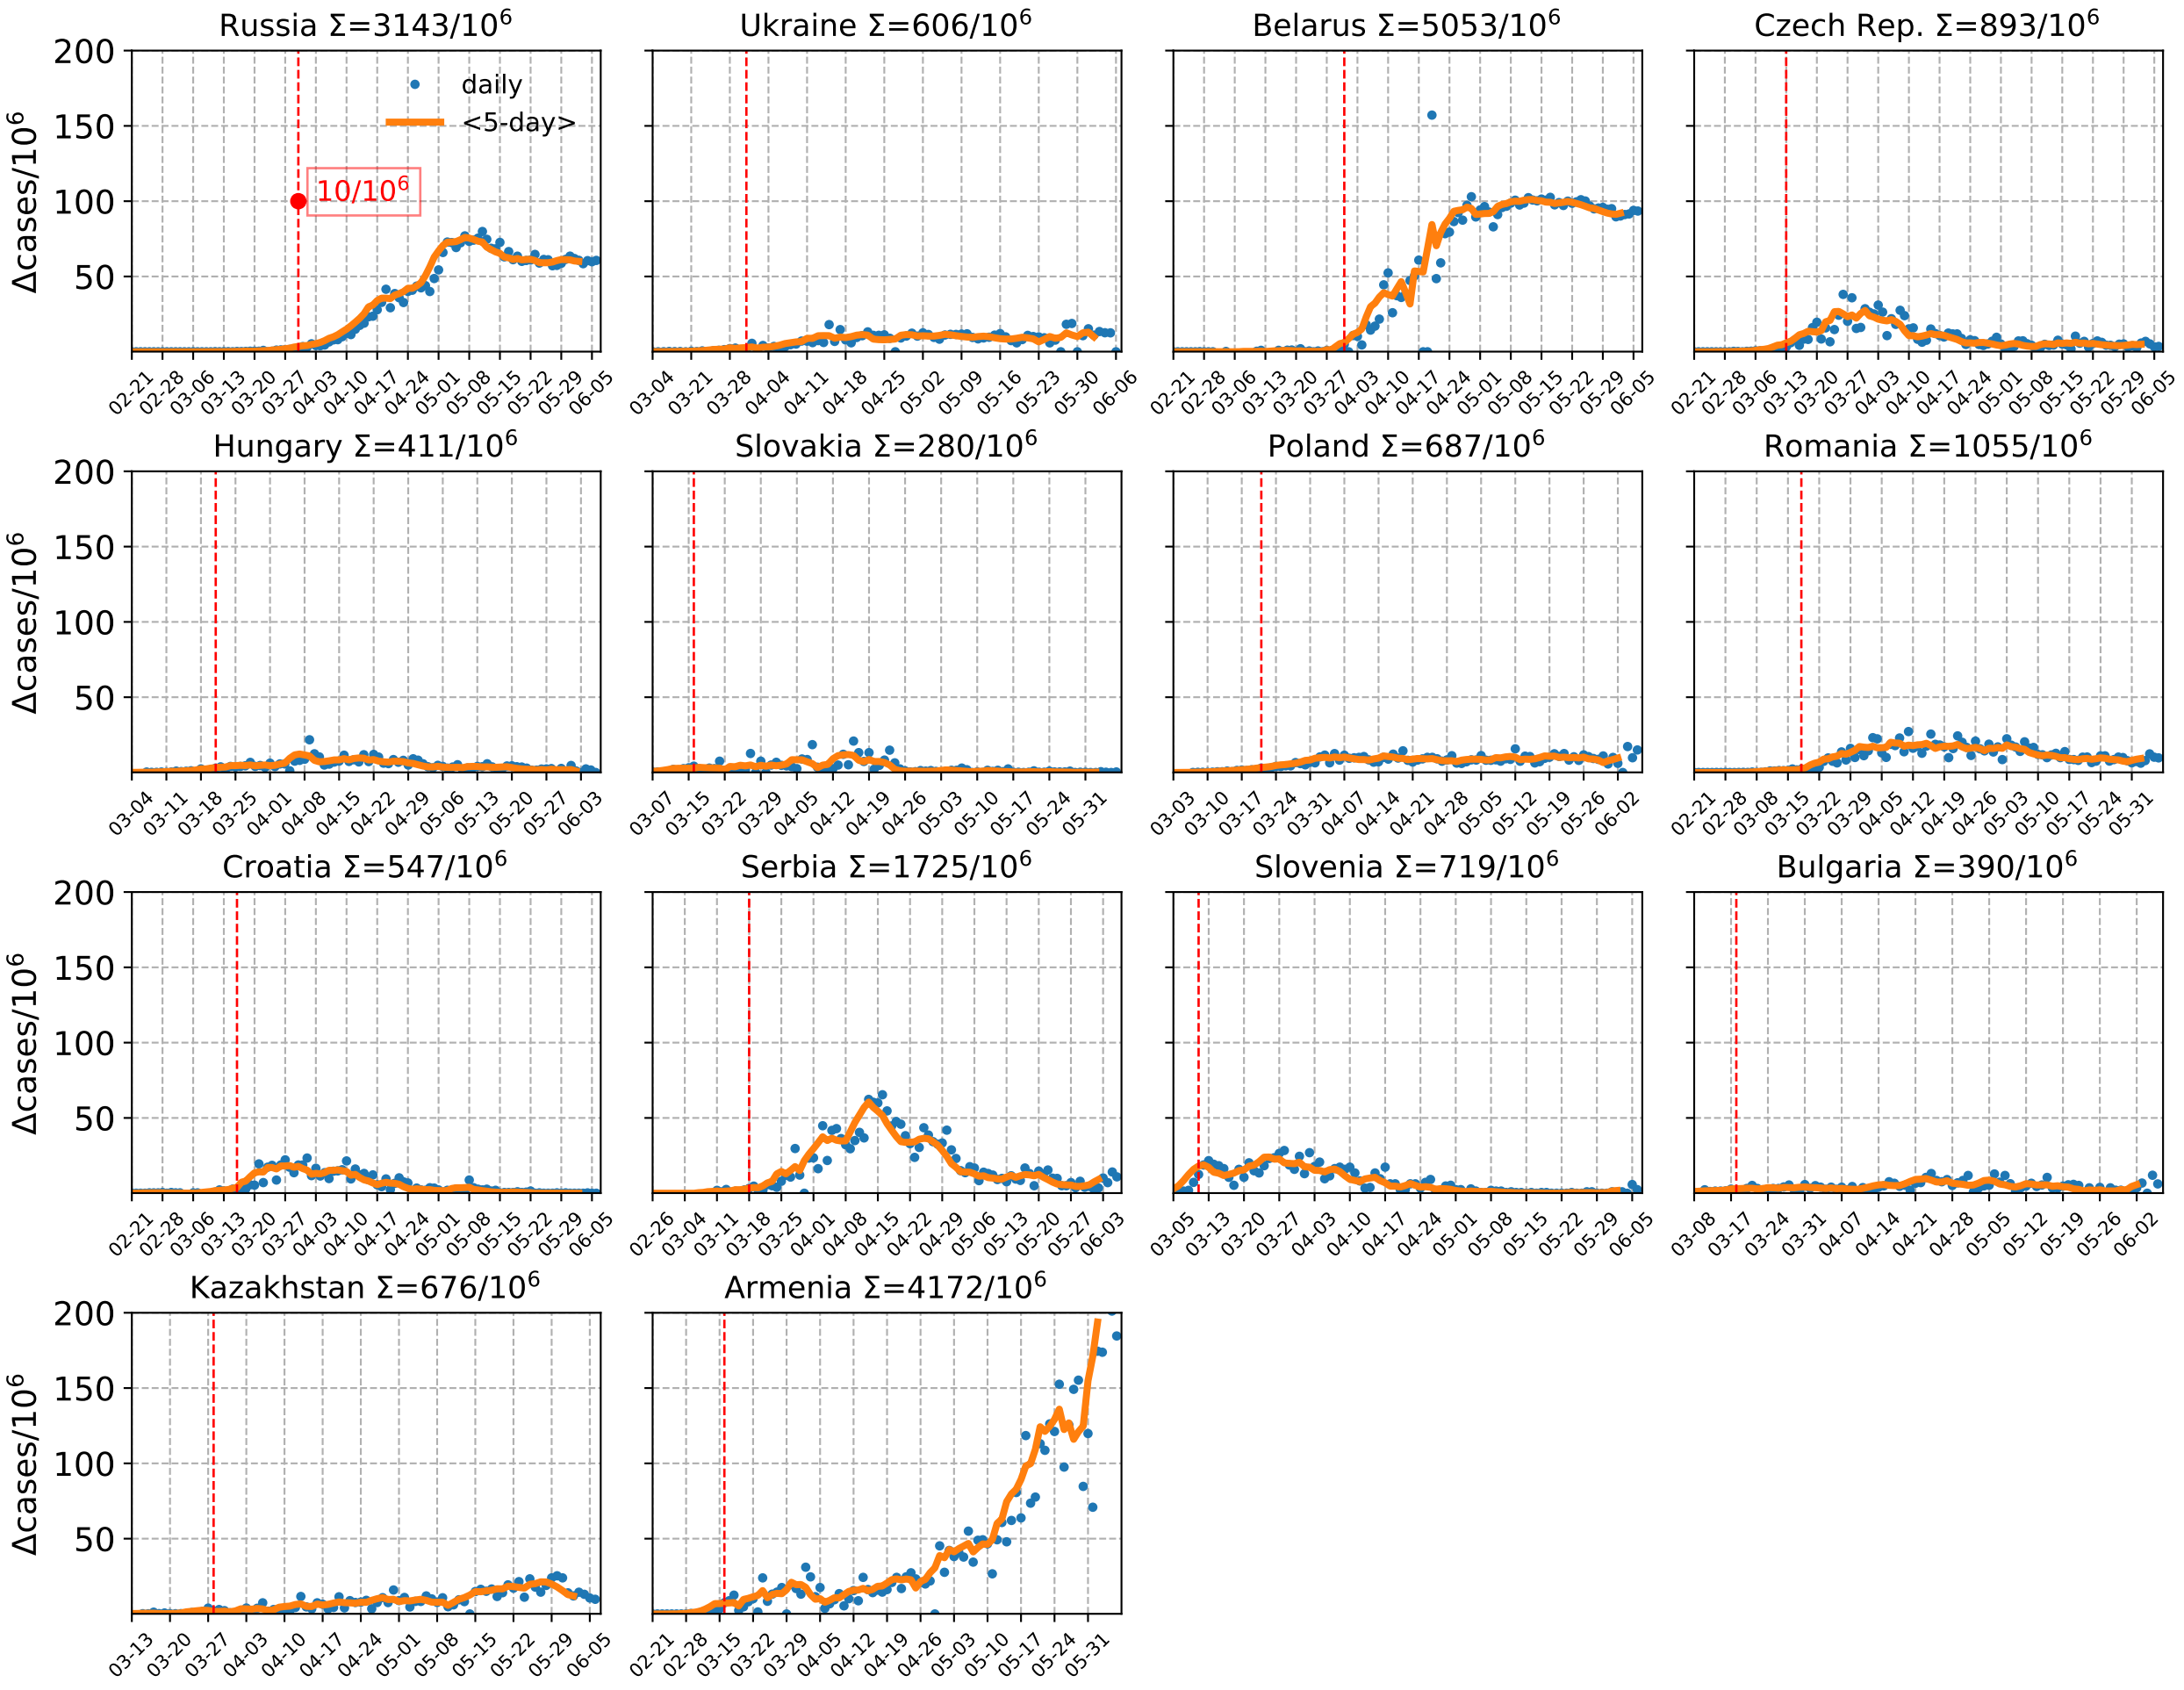 Russia Σ=3143/10⁶
Ukraine Σ=606/10⁶
Belarus Σ=5053/10⁶
Czech Rep. Σ=893/10⁶
Δcases/10⁶
200
150
100
50
daily
<5-day>
10/10⁶
02-21 02-28 03-06 03-13 03-20 03-27 04-03 04-10 04-17 04-24 05-01 05-08 05-15 05-22 05-29 06-05
03-04 03-21 03-28 04-04 04-11 04-18 04-25 05-02 05-09 05-16 05-23 05-30 06-06
02-21 02-28 03-06 03-13 03-20 03-27 04-03 04-10 04-17 04-24 05-01 05-08 05-15 05-22 05-29 06-05
02-21 02-28 03-06 03-13 03-20 03-27 04-03 04-10 04-17 04-24 05-01 05-08 05-15 05-22 05-29 06-05
Hungary Σ=411/10⁶
Slovakia Σ=280/10⁶
Poland Σ=687/10⁶
Romania Σ=1055/10⁶
Δcases/10⁶
200
150
100
50
03-04 03-11 03-18 03-25 04-01 04-08 04-15 04-22 04-29 05-06 05-13 05-20 05-27 06-03
03-07 03-15 03-22 03-29 04-05 04-12 04-19 04-26 05-03 05-10 05-17 05-24 05-31
03-03 03-10 03-17 03-24 03-31 04-07 04-14 04-21 04-28 05-05 05-12 05-19 05-26 06-02
02-21 02-28 03-08 03-15 03-22 03-29 04-05 04-12 04-19 04-26 05-03 05-10 05-17 05-24 05-31
Croatia Σ=547/10⁶
Serbia Σ=1725/10⁶
Slovenia Σ=719/10⁶
Bulgaria Σ=390/10⁶
Δcases/10⁶
200
150
100
50
02-21 02-28 03-06 03-13 03-20 03-27 04-03 04-10 04-17 04-24 05-01 05-08 05-15 05-22 05-29 06-05
02-26 03-04 03-11 03-18 03-25 04-01 04-08 04-15 04-22 04-29 05-06 05-13 05-20 05-27 06-03
03-05 03-13 03-20 03-27 04-03 04-10 04-17 04-24 05-01 05-08 05-15 05-22 05-29 06-05
03-08 03-17 03-24 03-31 04-07 04-14 04-21 04-28 05-05 05-12 05-19 05-26 06-02
Kazakhstan Σ=676/10⁶
Armenia Σ=4172/10⁶
Δcases/10⁶
200
150
100
50
03-13 03-20 03-27 04-03 04-10 04-17 04-24 05-01 05-08 05-15 05-22 05-29 06-05
02-21 02-28 03-15 03-22 03-29 04-05 04-12 04-19 04-26 05-03 05-10 05-17 05-24 05-31